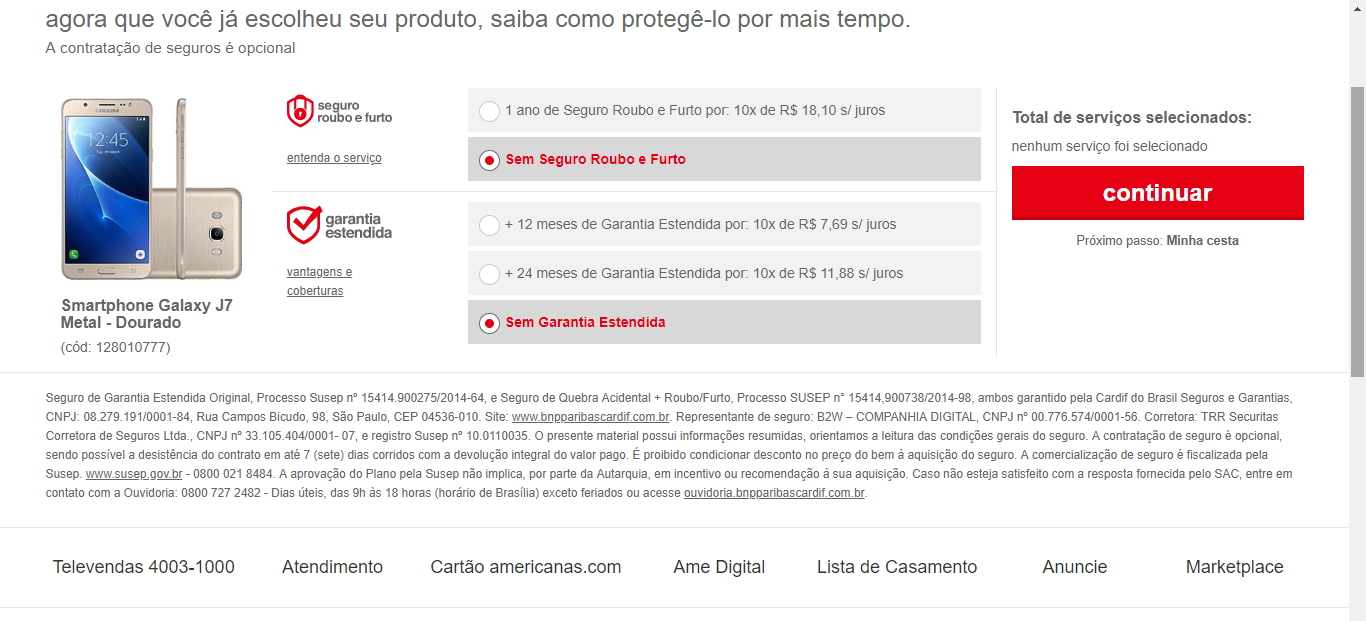 agora que você já escolheu seu produto, saiba como protegê-lo por mais tempo.
A contratação de seguros é opcional
SAMSUNG
12:45
Smartphone Galaxy J7
Metal - Dourado
(cód: 128010777)
seguro
roubo e furto
entenda o serviço
1 ano de Seguro Roubo e Furto por: 10x de R$ 18,10 s/ juros
Sem Seguro Roubo e Furto
garantia
estendida
vantagens e
coberturas
+ 12 meses de Garantia Estendida por: 10x de R$ 7,69 s/ juros
+ 24 meses de Garantia Estendida por: 10x de R$ 11,88 s/ juros
Sem Garantia Estendida
Total de serviços selecionados:
nenhum serviço foi selecionado
continuar
Próximo passo: Minha cesta
Seguro de Garantia Estendida Original, Processo Susep nº 15414.900275/2014-64, e Seguro de Quebra Acidental + Roubo/Furto, Processo SUSEP n° 15414,900738/2014-98, ambos garantido pela Cardif do Brasil Seguros e Garantias,
CNPJ: 08.279.191/0001-84, Rua Campos Bicudo, 98, São Paulo, CEP 04536-010. Site: www.bnpparibascardif.com.br. Representante de seguro: B2W – COMPANHIA DIGITAL, CNPJ nº 00.776.574/0001-56. Corretora: TRR Securitas
Corretora de Seguros Ltda., CNPJ nº 33.105.404/0001- 07, e registro Susep nº 10.0110035. O presente material possui informações resumidas, orientamos a leitura das condições gerais do seguro. A contratação de seguro é opcional,
sendo possível a desistência do contrato em até 7 (sete) dias corridos com a devolução integral do valor pago. É proibido condicionar desconto no preço do bem à aquisição do seguro. A comercialização de seguro é fiscalizada pela
Susep. www.susep.gov.br - 0800 021 8484. A aprovação do Plano pela Susep não implica, por parte da Autarquia, em incentivo ou recomendação à sua aquisição. Caso não esteja satisfeito com a resposta fornecida pelo SAC, entre em
contato com a Ouvidoria: 0800 727 2482 - Dias úteis, das 9h às 18 horas (horário de Brasília) exceto feriados ou acesse ouvidoria.bnpparibascardif.com.br.
Televendas 4003-1000
Atendimento
Cartão americanas.com
Ame Digital
Lista de Casamento
Anuncie
Marketplace